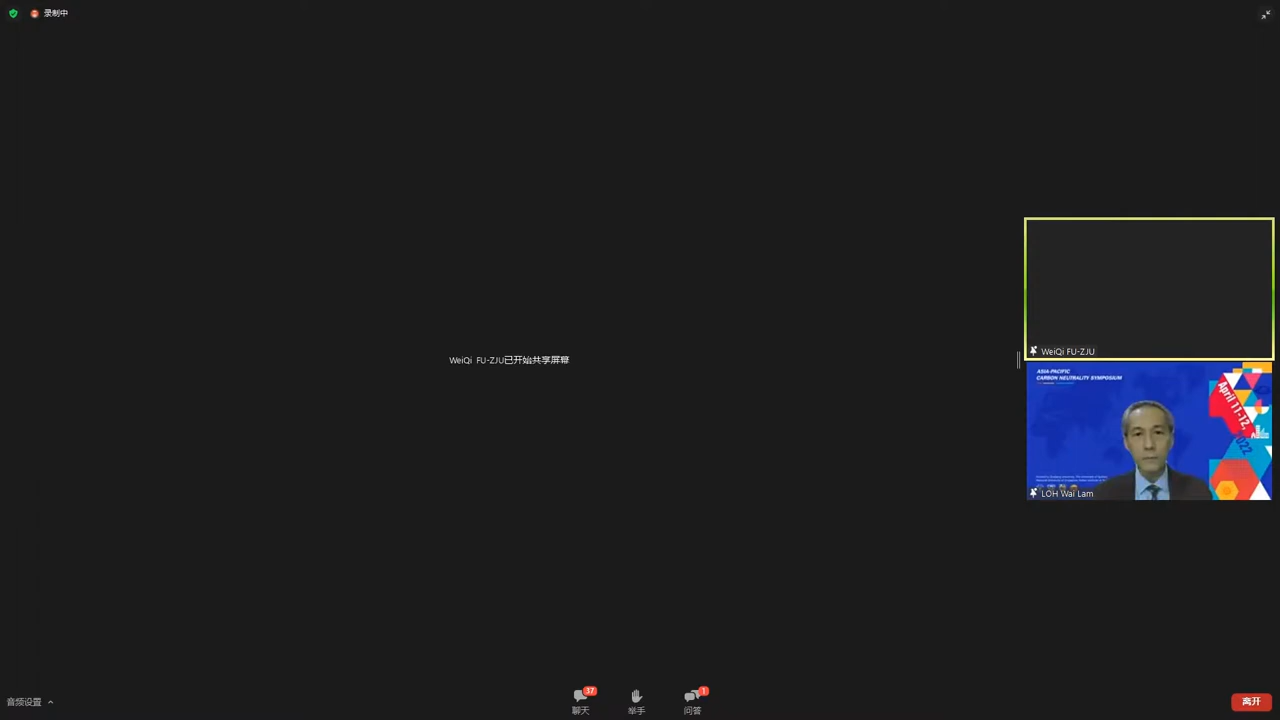 录制中
WeiQi FU-ZJU已开始共享屏幕
WeiQi FU-ZJU
ASIA-PACIFIC
CARBON NEUTRALITY SYMPOSIUM
April 11-12,
2022
LOH Wai Lam
音频设置
37
聊天
举手
1
问答
离开